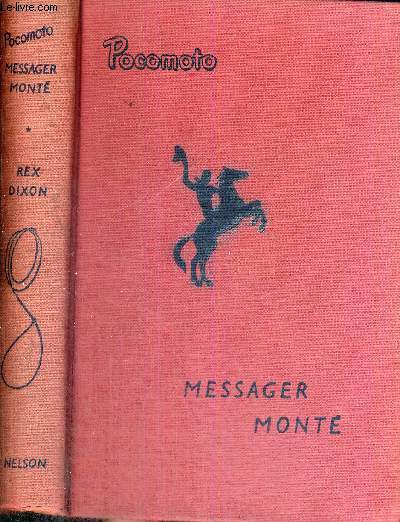 Le-livre.com
Pocomoto
MESSAGER
MONTÉ
REX
DIXON
NELSON
Pocomoto
MESSAGER
MONTÉ